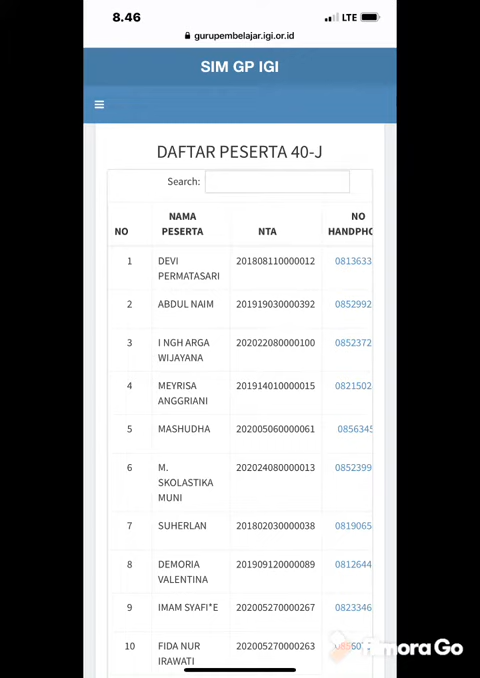 8.46
LTE
gurupembelajar.igi.or.id
SIM GP IGI
DAFTAR PESERTA 40-J
Search:
NAMA NO
NO PESERTA NTA HANDPHO
1 DEVI 201808110000012 0813633
PERMATASARI
2 ABDUL NAIM 201919030000392 0852992
3 I NGH ARGA 202022080000100 0852372
WIJAYANA
4 MEYRISA 201914010000015 0821502
ANGGRIANI
5 MASHUDHA 202005060000061 0856345
6 M. 202024080000013 0852399
SKOLASTIKA
MUNI
7 SUHERLAN 201802030000038 0819065
8 DEMORIA 201909120000089 0812644
VALENTINA
9 IMAM SYAFI*E 202005270000267 0823346
10 FIDA NUR 202005270000263
IRAWATI
filmora Go